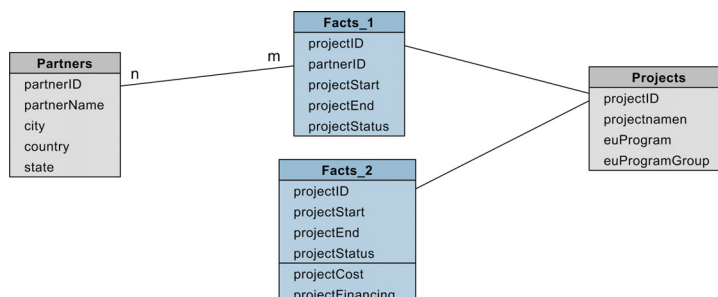 Facts_1
projectID
partnerID
projectStart
projectEnd
projectStatus
n
m
Partners
partnerID
partnerName
city
country
state
Projects
projectID
projectnamen
euProgram
euProgramGroup
Facts_2
projectID
projectStart
projectEnd
projectStatus
projectCost
projectFinancing